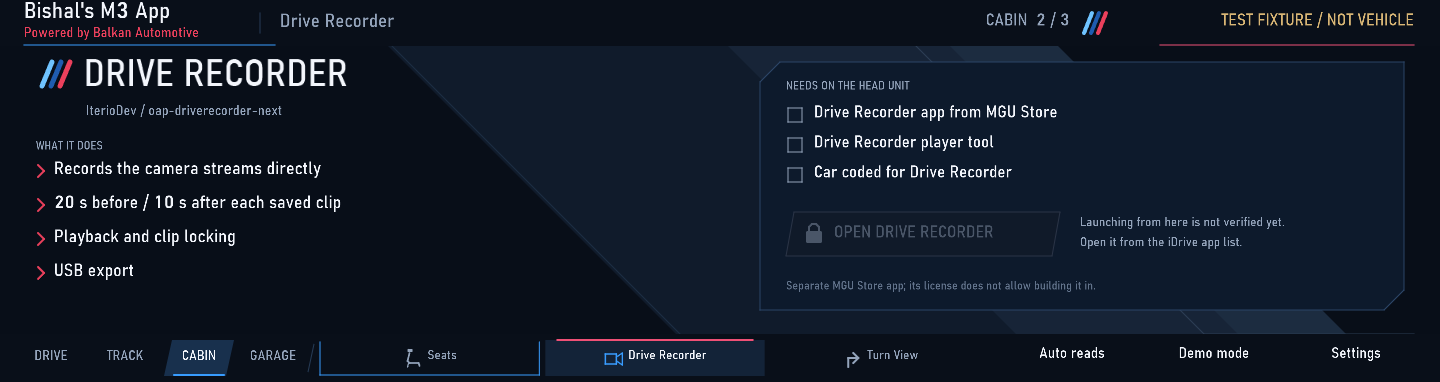 Bishal's M3 App
Powered by Balkan Automotive
Drive Recorder
CABIN 2 / 3
TEST FIXTURE / NOT VEHICLE
DRIVE RECORDER
IterioDev / oap-driverecorder-next
WHAT IT DOES
Records the camera streams directly
20 s before / 10 s after each saved clip
Playback and clip locking
USB export
NEEDS ON THE HEAD UNIT
Drive Recorder app from MGU Store
Drive Recorder player tool
Car coded for Drive Recorder
OPEN DRIVE RECORDER
Launching from here is not verified yet.
Open it from the iDrive app list.
Separate MGU Store app; its license does not allow building it in.
DRIVE
TRACK
CABIN
GARAGE
Seats
Drive Recorder
Turn View
Auto reads
Demo mode
Settings